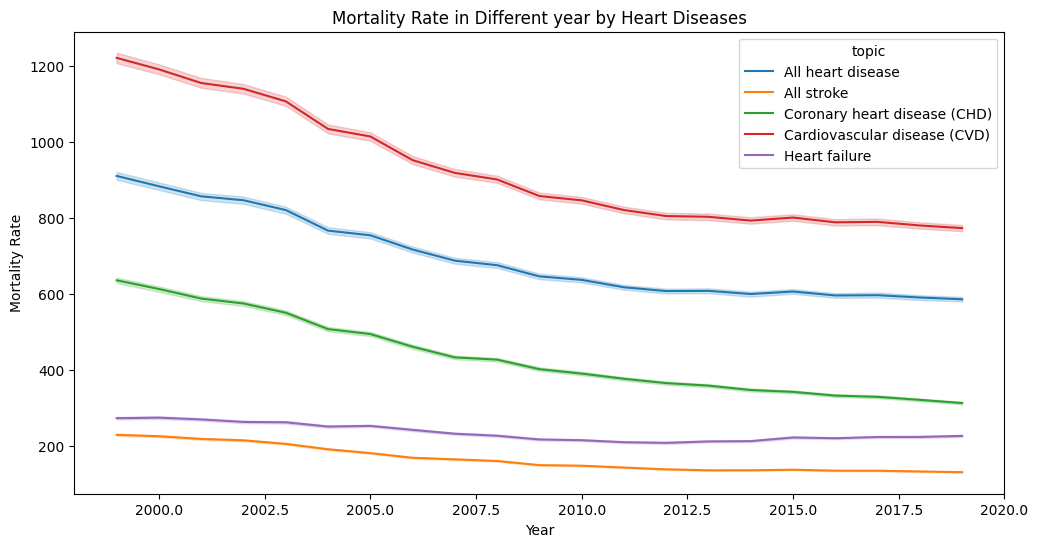 Mortality Rate in Different year by Heart Diseases
topic
All heart disease
All stroke
Coronary heart disease (CHD)
Cardiovascular disease (CVD)
Heart failure
Mortality Rate
1200
1000
800
600
400
200
2000.0 2002.5 2005.0 2007.5 2010.0 2012.5 2015.0 2017.5 2020.0
Year